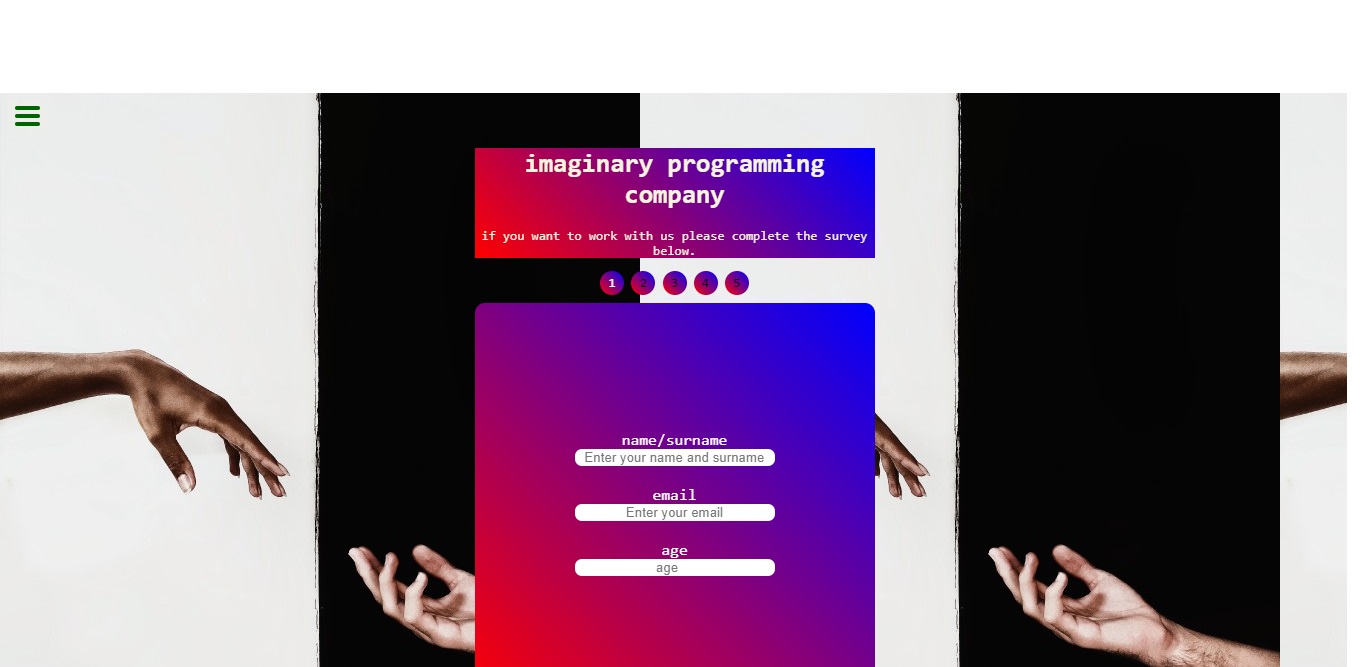 imaginary programming
company
if you want to work with us please complete the survey
below.
1 2 3 4 5
name/surname
Enter your name and surname
email
Enter your email
age
age